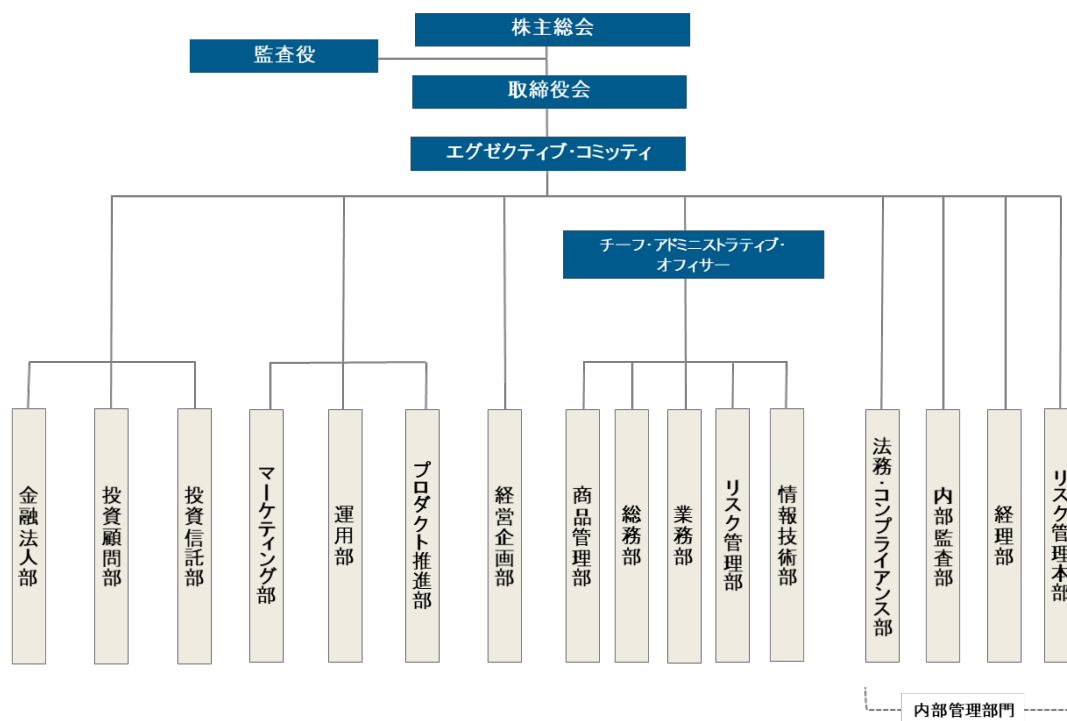 株主総会
監査役
取締役会
エグゼクティブ・コミッティ
チーフ・アドミニストラティブ・
オフィサー
金融法人部
投資顧問部
投資信託部
マーケティング部
運用部
プロダクト推進部
経営企画部
商品管理部
総務部
業務部
リスク管理部
情報技術部
法務・コンプライアンス部
内部監査部
経理部
リスク管理本部
内部管理部門